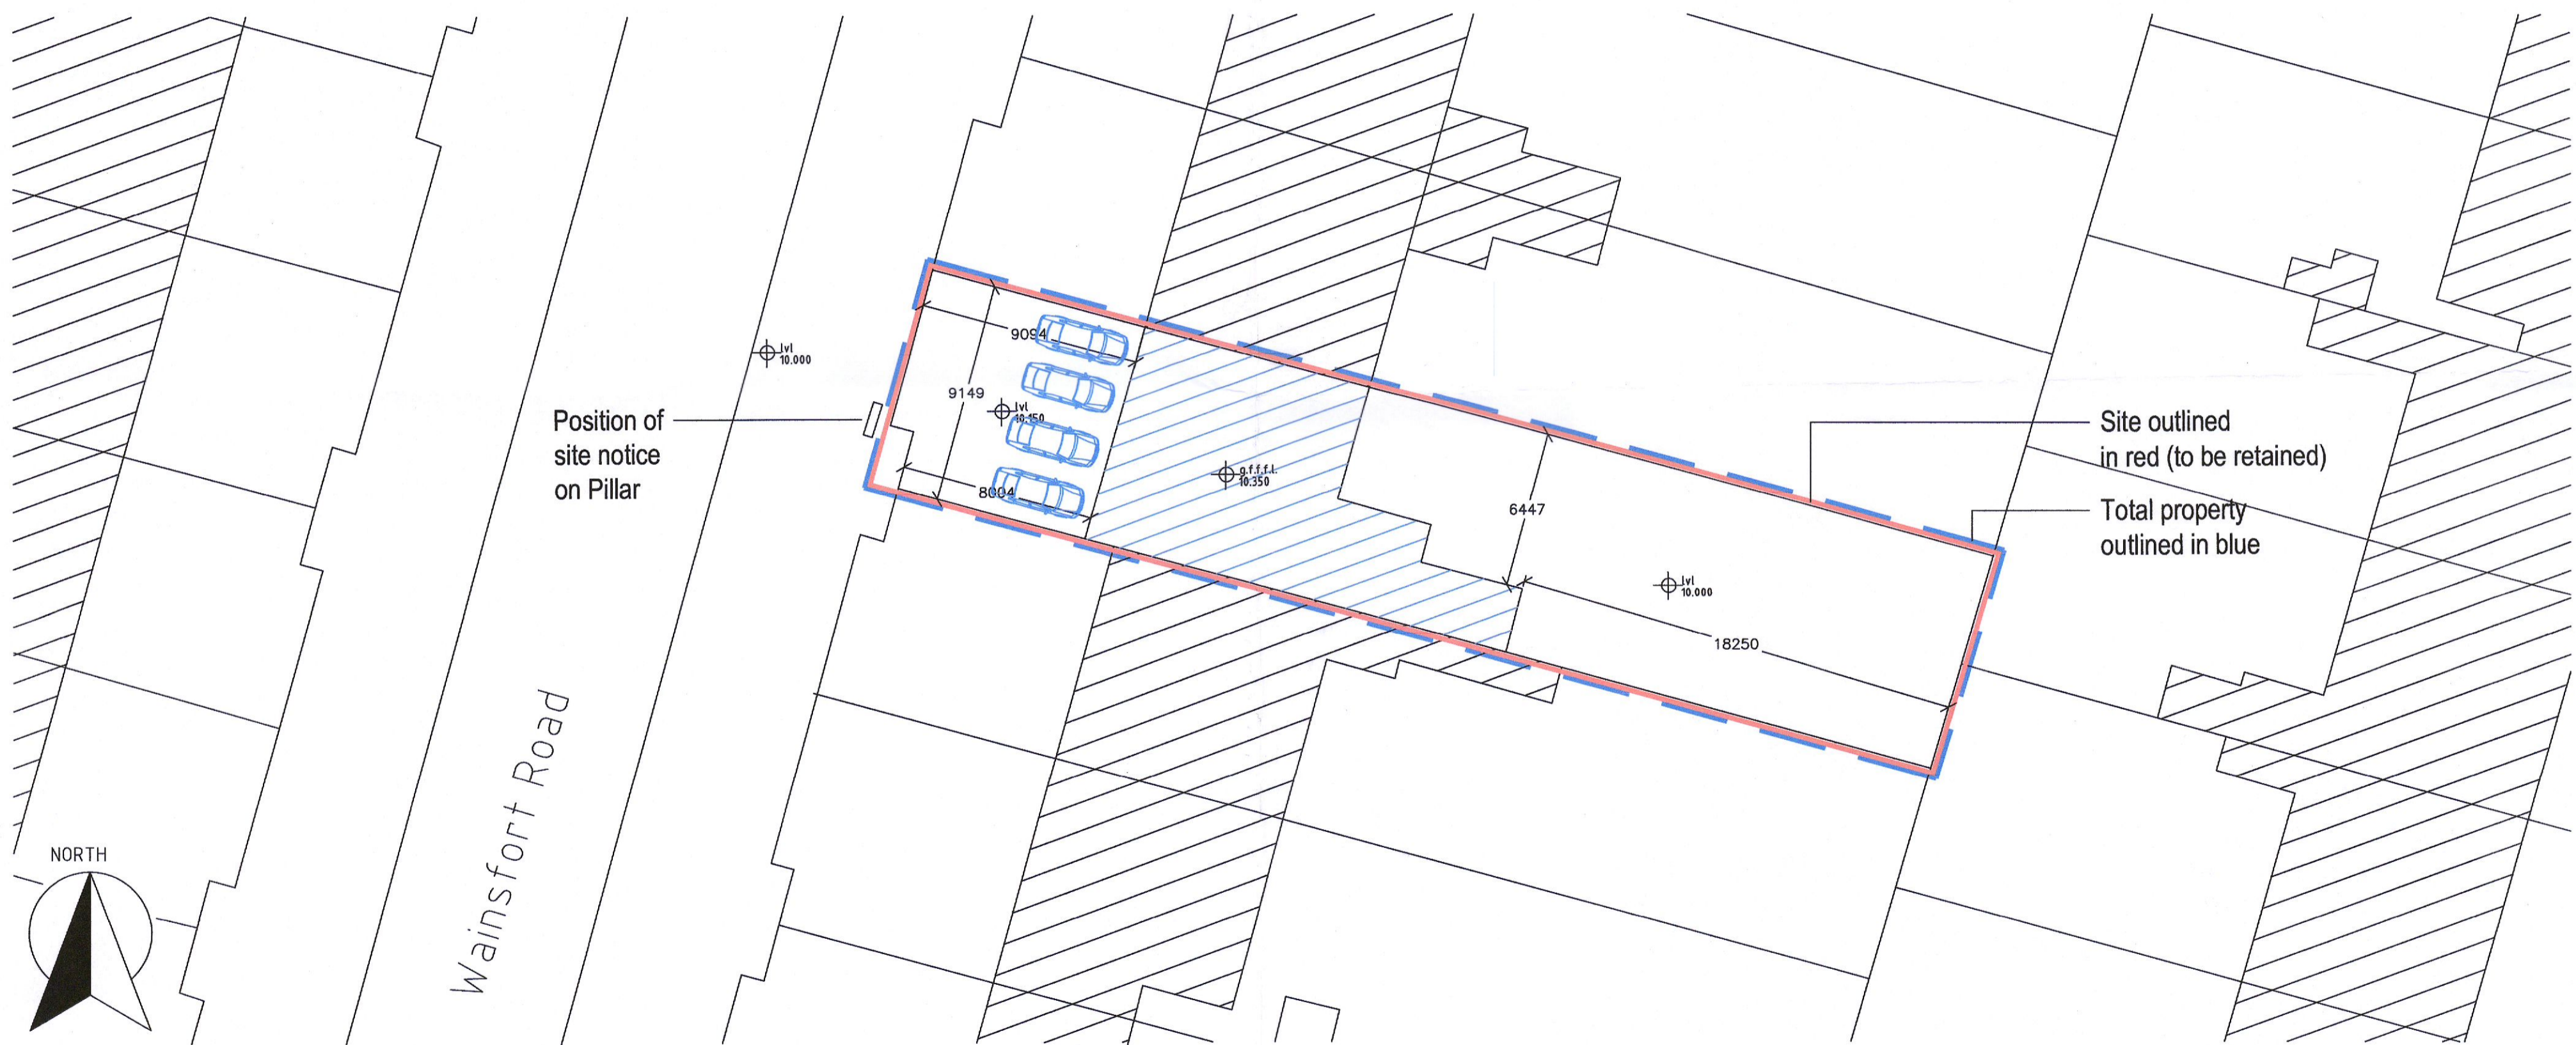 9094
lvl
10.000
9149
lvl
10.150
Position of
site notice
on Pillar
8094
g.f.f.f.l.
10.350
6447
Site outlined
in red (to be retained)
Total property
outlined in blue
lvl
10.000
18250
Wainsfort Road
NORTH